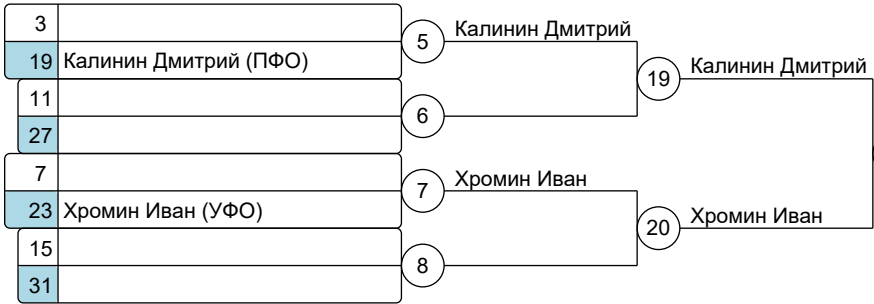 3
19 Калинин Дмитрий (ПФО)
11
27
7
23 Хромин Иван (УФО)
15
31
5 Калинин Дмитрий
6
7 Хромин Иван
8
19 Калинин Дмитрий
20 Хромин Иван